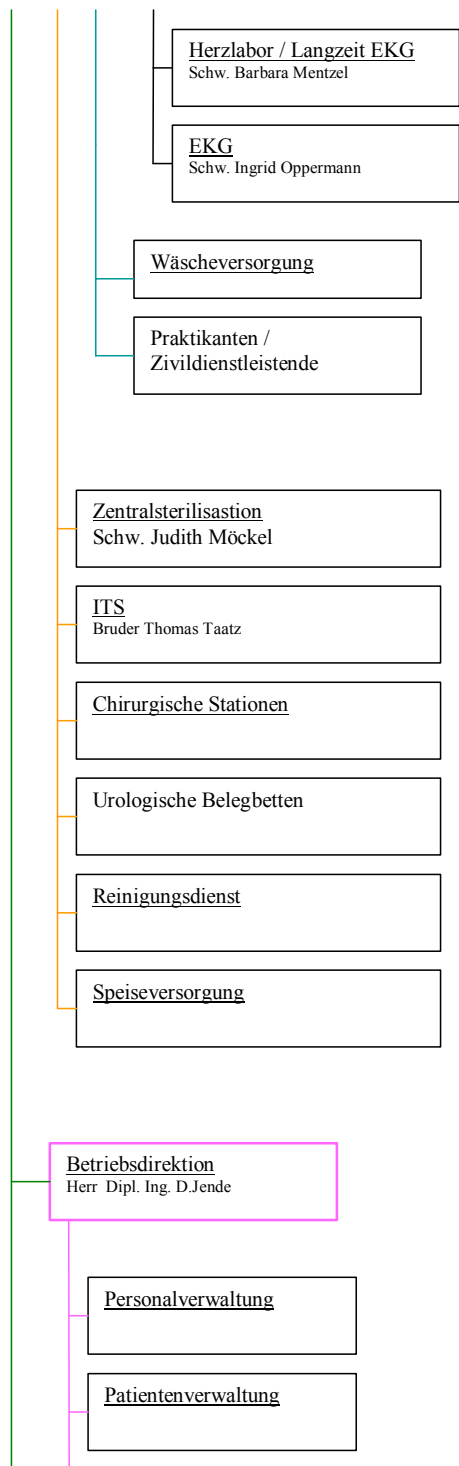 Herzlabor / Langzeit EKG
Schw. Barbara Mentzel
EKG
Schw. Ingrid Oppermann
Wäscheversorgung
Praktikanten /
Zivildienstleistende
Zentralsterilisastion
Schw. Judith Möckel
ITS
Bruder Thomas Taatz
Chirurgische Stationen
Urologische Belegbetten
Reinigungsdienst
Speiseversorgung
Betriebsdirektion
Herr Dipl. Ing. D.Jende
Personalverwaltung
Patientenverwaltung